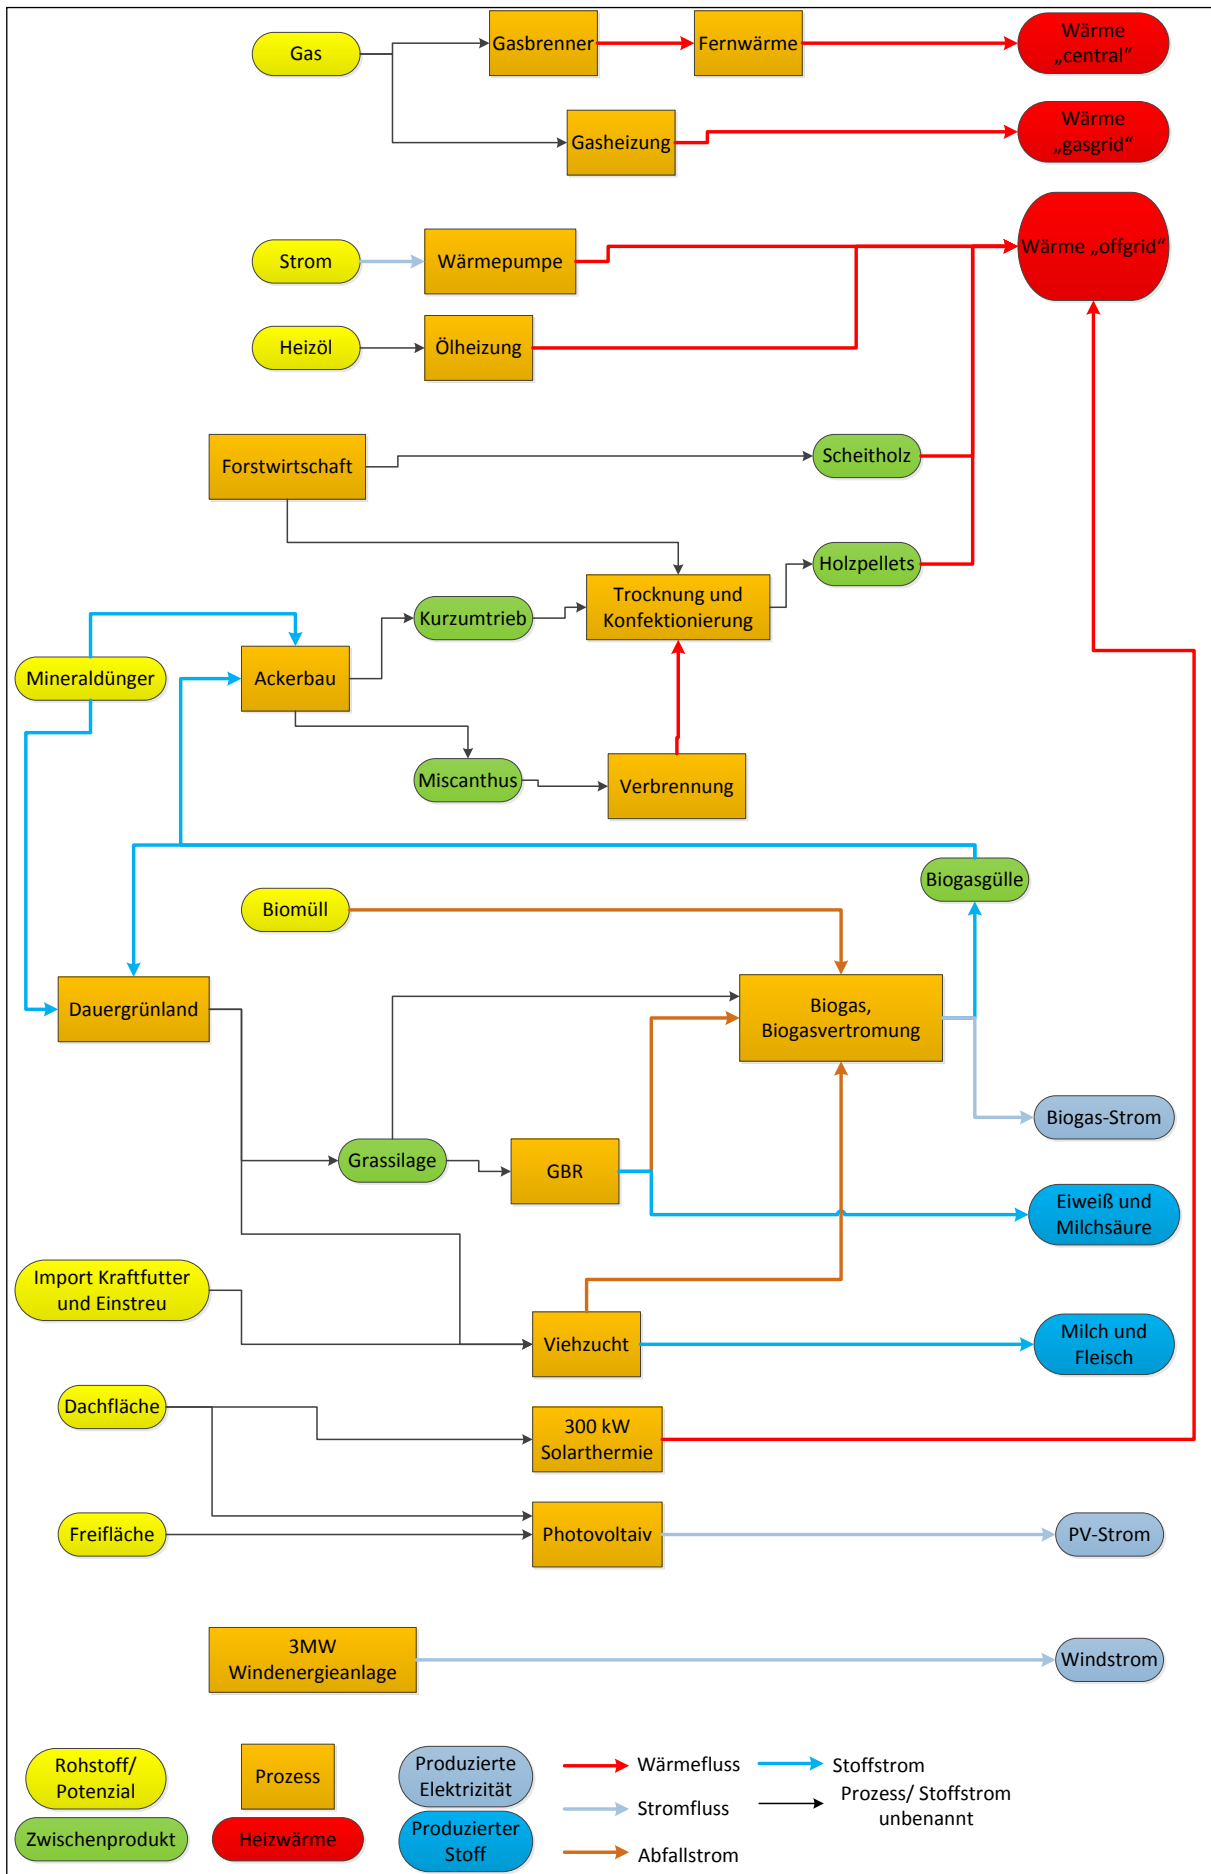 Gas
Gasbrenner
Fernwärme
Wärme
„central“
Gasheizung
Wärme
„gasgrid“
Strom
Wärmepumpe
Wärme „offgrid“
Heizöl
Ölheizung
Forstwirtschaft
Scheitholz
Holzpellets
Trocknung und
Konfektionierung
Kurzumtrieb
Mineraldünger
Ackerbau
Miscanthus
Verbrennung
Biogasgülle
Biomüll
Dauergrünland
Biogas,
Biogasvertromung
Biogas-Strom
Grassilage
GBR
Eiweiß und
Milchsäure
Import Kraftfutter
und Einstreu
Viehzucht
Milch und
Fleisch
Dachfläche
300 kW
Solarthermie
Freifläche
Photovoltaiv
PV-Strom
3MW
Windenergieanlage
Windstrom
Rohstoff/
Potenzial
Prozess
Produzierte
Elektrizität
Wärmefluss
Stoffstrom
Stromfluss
Prozess/ Stoffstrom
unbenannt
Zwischenprodukt
Heizwärme
Produzierter
Stoff
Abfallstrom